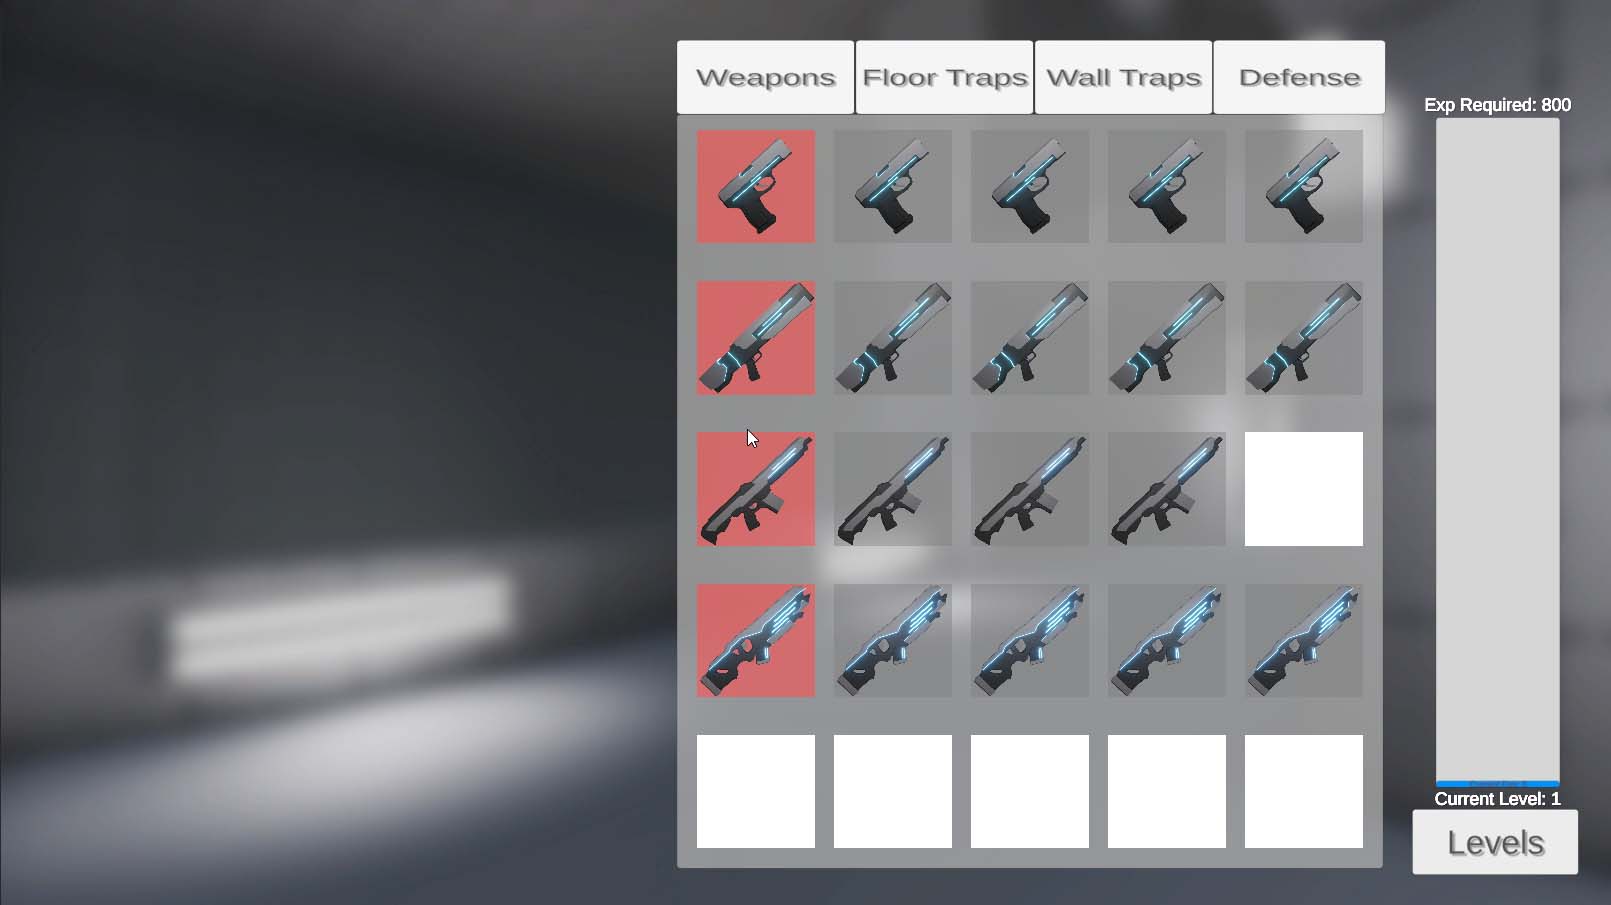 Weapons
Floor Traps
Wall Traps
Defense
Exp Required: 800
Current Level: 1
Levels